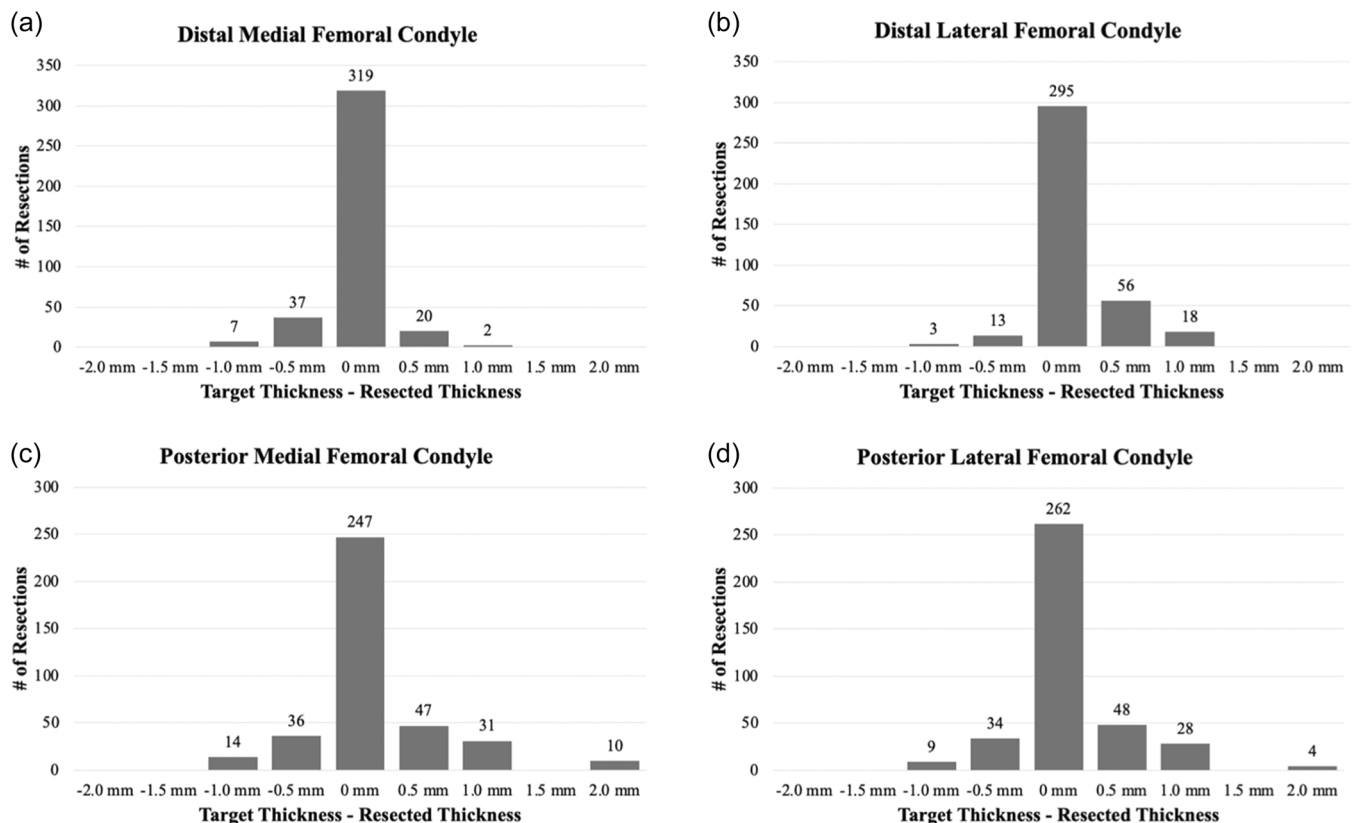 (a)
Distal Medial Femoral Condyle
350
300
250
200
150
100
50
0
# of Resections
7
37
319
20
2
-2.0 mm -1.5 mm -1.0 mm -0.5 mm 0 mm 0.5 mm 1.0 mm 1.5 mm 2.0 mm
Target Thickness - Resected Thickness
(b)
Distal Lateral Femoral Condyle
350
300
250
200
150
100
50
0
# of Resections
3
13
295
56
18
-2.0 mm -1.5 mm -1.0 mm -0.5 mm 0 mm 0.5 mm 1.0 mm 1.5 mm 2.0 mm
Target Thickness - Resected Thickness
(c)
Posterior Medial Femoral Condyle
300
250
200
150
100
50
0
# of Resections
14
36
247
47
31
10
-2.0 mm -1.5 mm -1.0 mm -0.5 mm 0 mm 0.5 mm 1.0 mm 1.5 mm 2.0 mm
Target Thickness - Resected Thickness
(d)
Posterior Lateral Femoral Condyle
300
250
200
150
100
50
0
# of Resections
9
34
262
48
28
4
-2.0 mm -1.5 mm -1.0 mm -0.5 mm 0 mm 0.5 mm 1.0 mm 1.5 mm 2.0 mm
Target Thickness - Resected Thickness